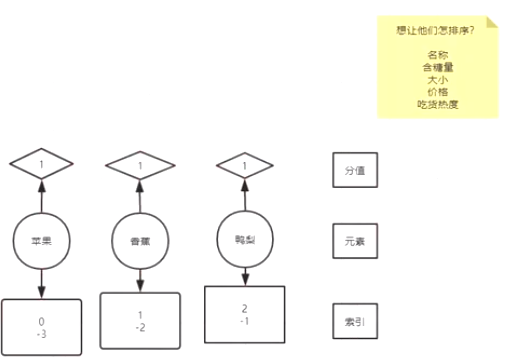 想让他们怎排序?
名称
含糖量
大小
价格
吃货热度
1
1
1
分值
苹果
香蕉
鸭梨
元素
0
-3
1
-2
2
-1
索引